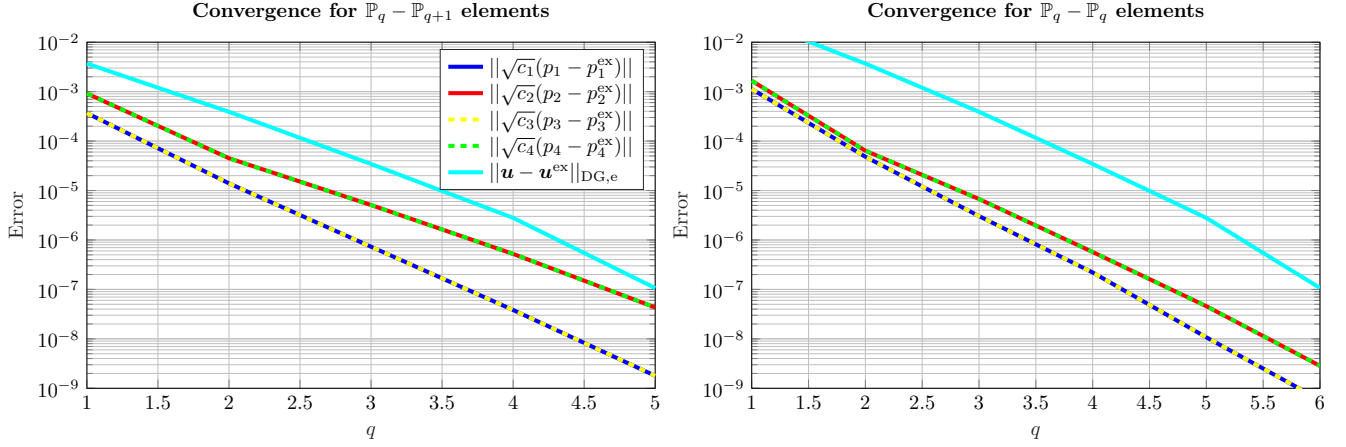 Convergence for ℙ_q − ℙ_{q+1} elements
10^{−2}
10^{−3}
10^{−4}
10^{−5}
10^{−6}
10^{−7}
10^{−8}
10^{−9}
Error
1 1.5 2 2.5 3 3.5 4 4.5 5
q
||√c_1(p_1 − p_1^{ex})||
||√c_2(p_2 − p_2^{ex})||
||√c_3(p_3 − p_3^{ex})||
||√c_4(p_4 − p_4^{ex})||
||u − u^{ex}||_{DG,e}
Convergence for ℙ_q − ℙ_q elements
10^{−2}
10^{−3}
10^{−4}
10^{−5}
10^{−6}
10^{−7}
10^{−8}
10^{−9}
Error
1 1.5 2 2.5 3 3.5 4 4.5 5 5.5 6
q